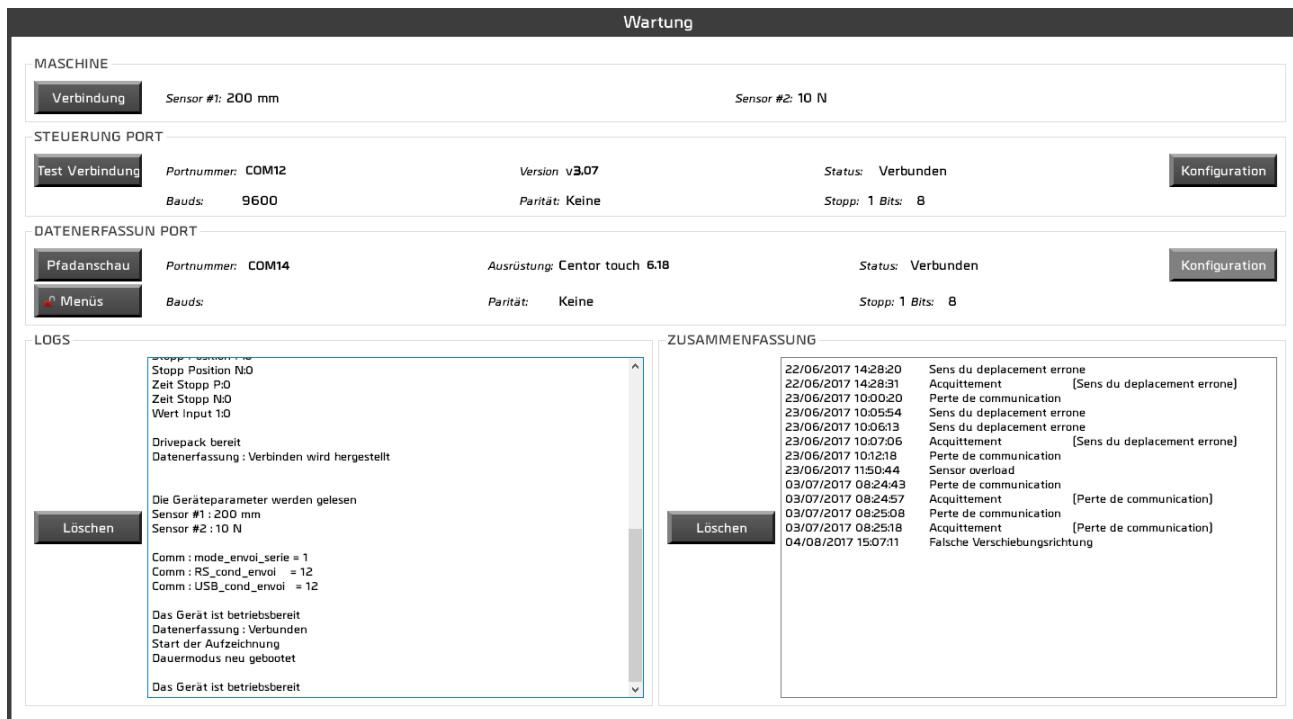 Wartung
MASCHINE
Verbindung Sensor #1: 200 mm Sensor #2: 10 N
STEUERUNG PORT
Test Verbindung Portnummer: COM12 Version v3.07 Status: Verbunden Konfiguration
Bauds: 9600 Parität: Keine Stopp: 1 Bits: 8
DATENERFASSUN PORT
Pfadanschau Portnummer: COM14 Ausrüstung: Centor touch 6.18 Status: Verbunden Konfiguration
Menüs Bauds: Parität: Keine Stopp: 1 Bits: 8
LOGS
Stopp Position N:0
Zeit Stopp P:0
Zeit Stopp N:0
Wert Input 1:0
Drivepack bereit
Datenerfassung : Verbinden wird hergestellt
Die Geräteparameter werden gelesen
Sensor #1 : 200 mm
Löschen
Sensor #2 : 10 N
Comm : mode_envoi_serie = 1
Comm : RS_cond_envoi = 12
Comm : USB_cond_envoi = 12
Das Gerät ist betriebsbereit
Datenerfassung : Verbunden
Start der Aufzeichnung
Dauermodus neu gebootet
Das Gerät ist betriebsbereit
ZUSAMMENFASSUNG
22/06/2017 14:28:20 Sens du deplacement errone
22/06/2017 14:28:31 Acquittement (Sens du deplacement errone)
23/06/2017 10:00:20 Perte de communication
23/06/2017 10:05:54 Sens du deplacement errone
23/06/2017 10:06:13 Sens du deplacement errone
23/06/2017 10:07:06 Acquittement (Sens du deplacement errone)
23/06/2017 10:12:18 Perte de communication
23/06/2017 11:50:44 Sensor overload
03/07/2017 08:24:43 Perte de communication
03/07/2017 08:24:57 Acquittement (Perte de communication)
03/07/2017 08:25:08 Perte de communication
03/07/2017 08:25:18 Acquittement (Perte de communication)
04/08/2017 15:07:11 Falsche Verschiebungsrichtung
Löschen